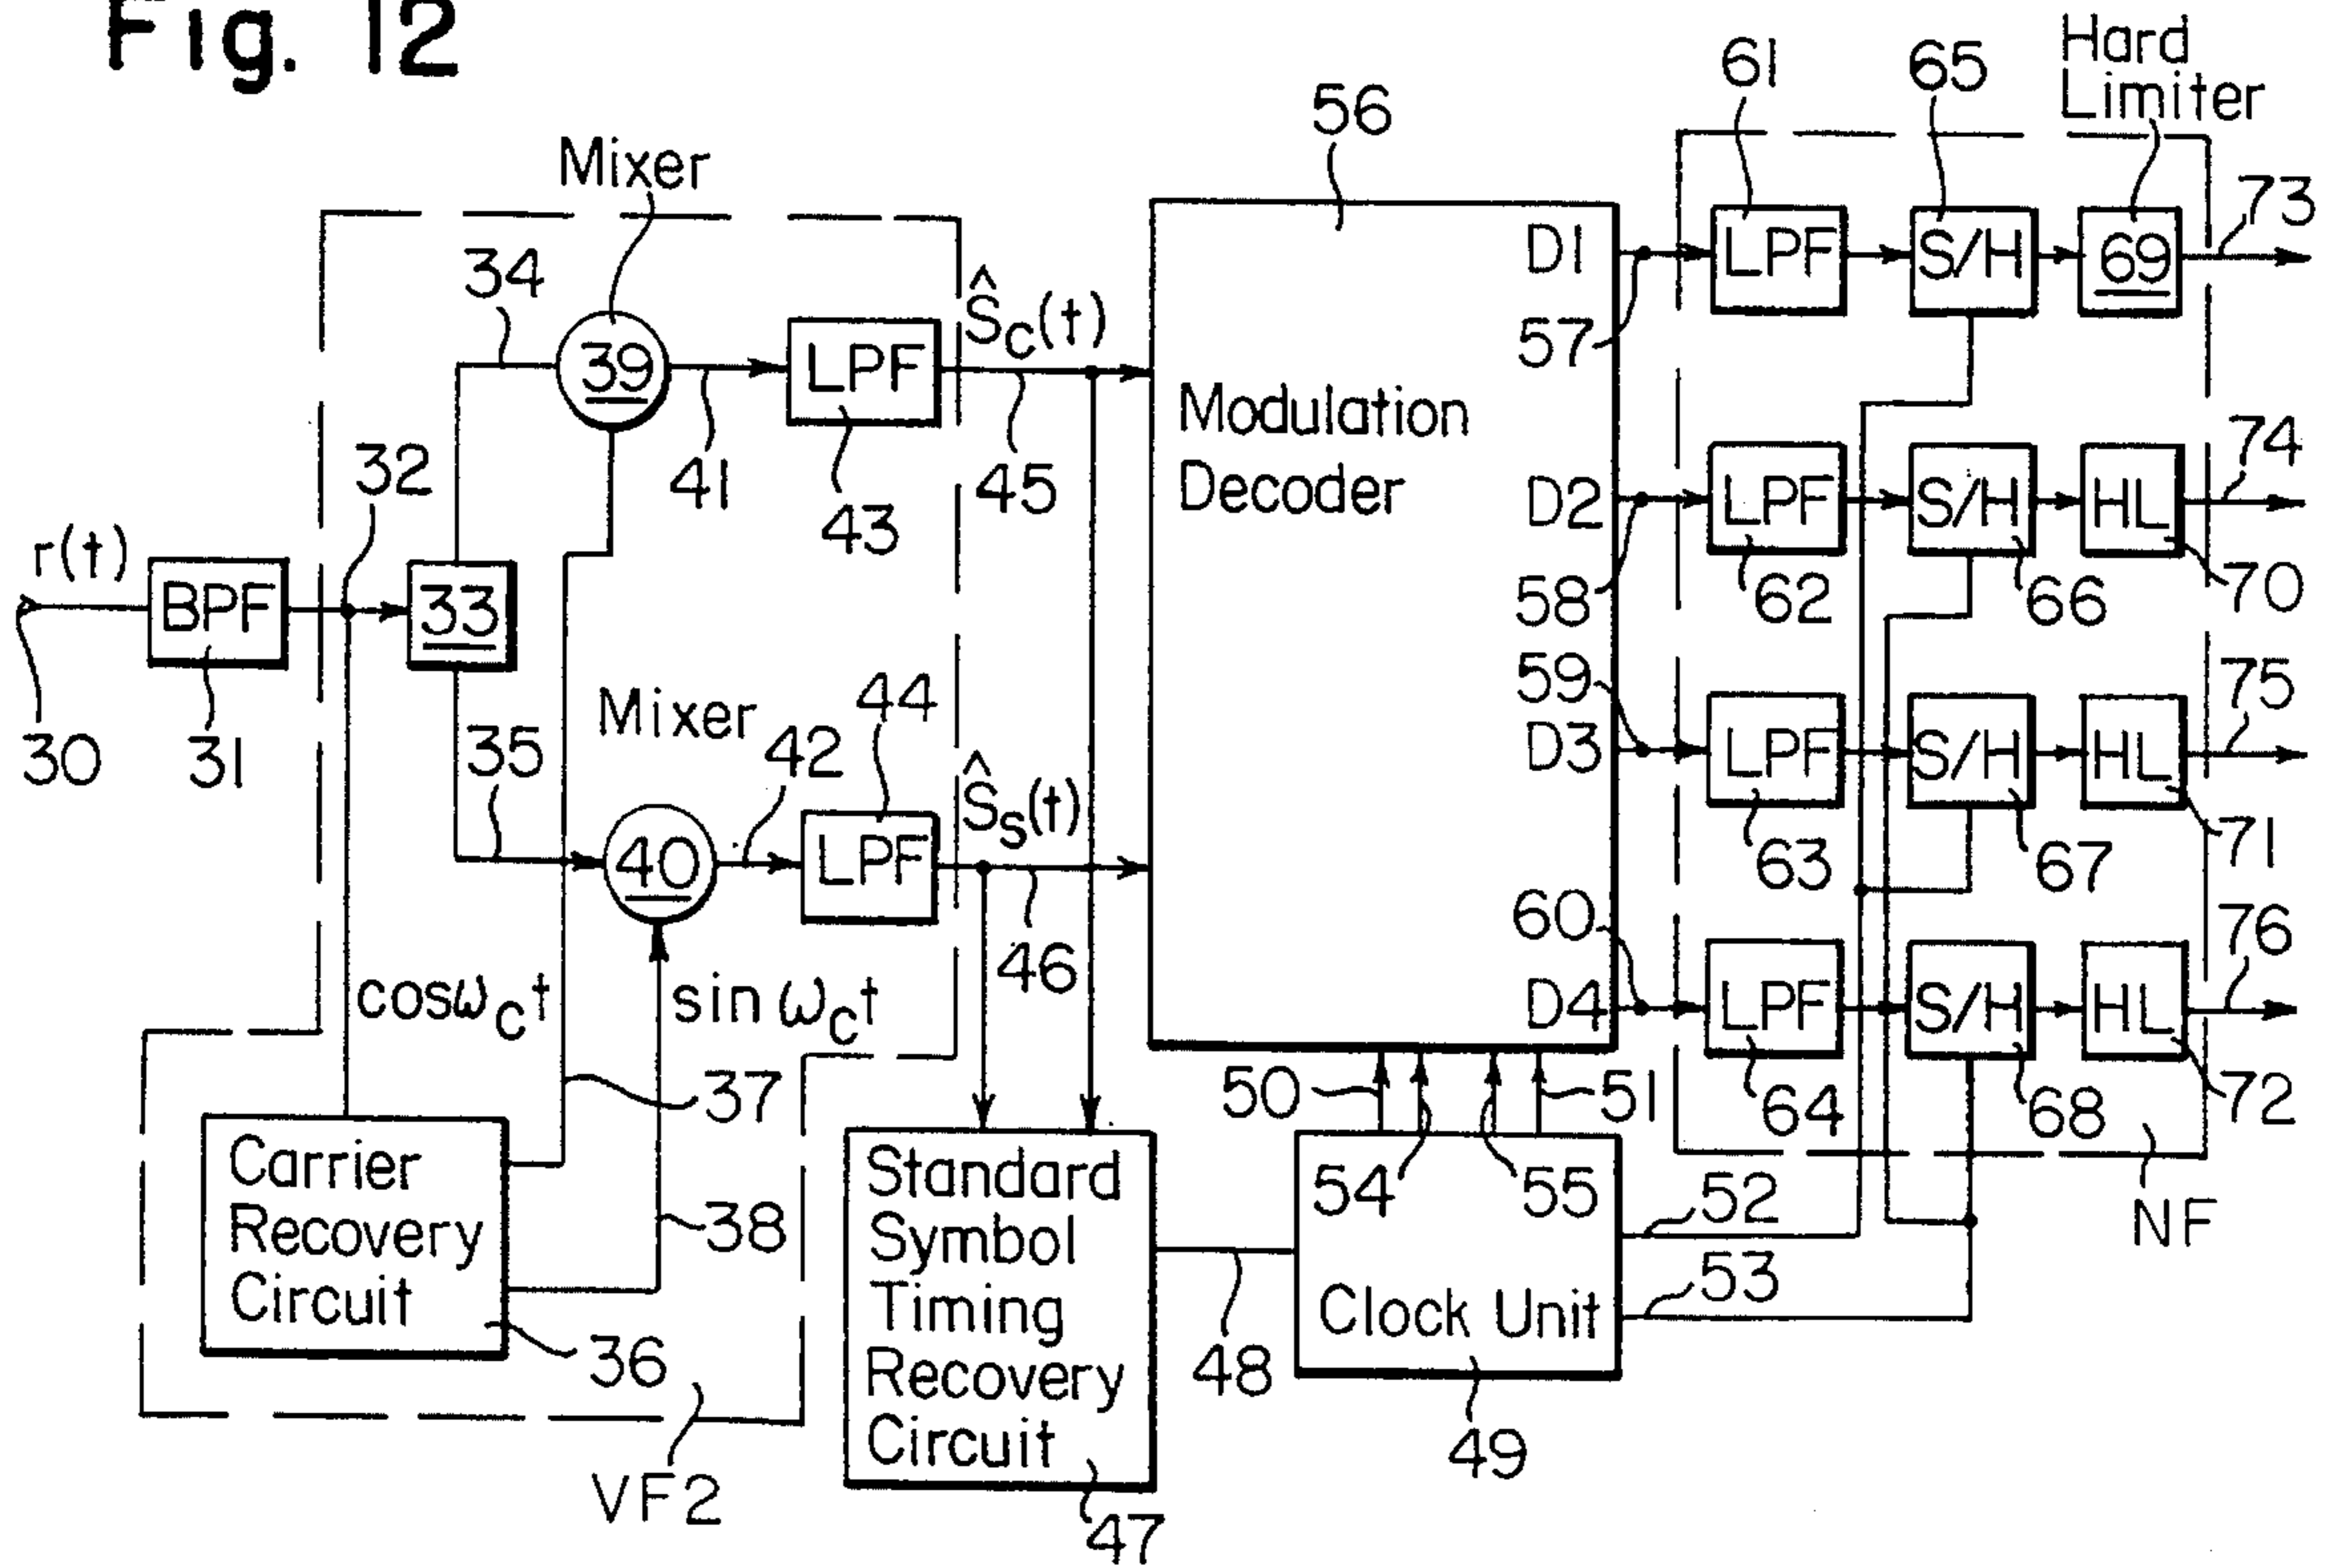 Fig. 12
Hard
Limiter
61
65
56
Mixer
73
D1
LPF
S/H
69
34
Ŝc(t)
57
39
LPF
Modulation
Decoder
74
32
41
45
43
D2
LPF
S/H
HL
r(t)
BPF
33
58
62
66
70
59
75
Mixer
44
30
31
35
42
Ŝs(t)
D3
LPF
S/H
HL
40
LPF
63
67
71
60
76
46
cosωct
sin ωct
D4
LPF
S/H
HL
37
50
51
64
68
72
Carrier
Recovery
Circuit
38
Standard
Symbol
Timing
Recovery
Circuit
54
55
52
NF
53
Clock Unit
36
48
49
VF2
47